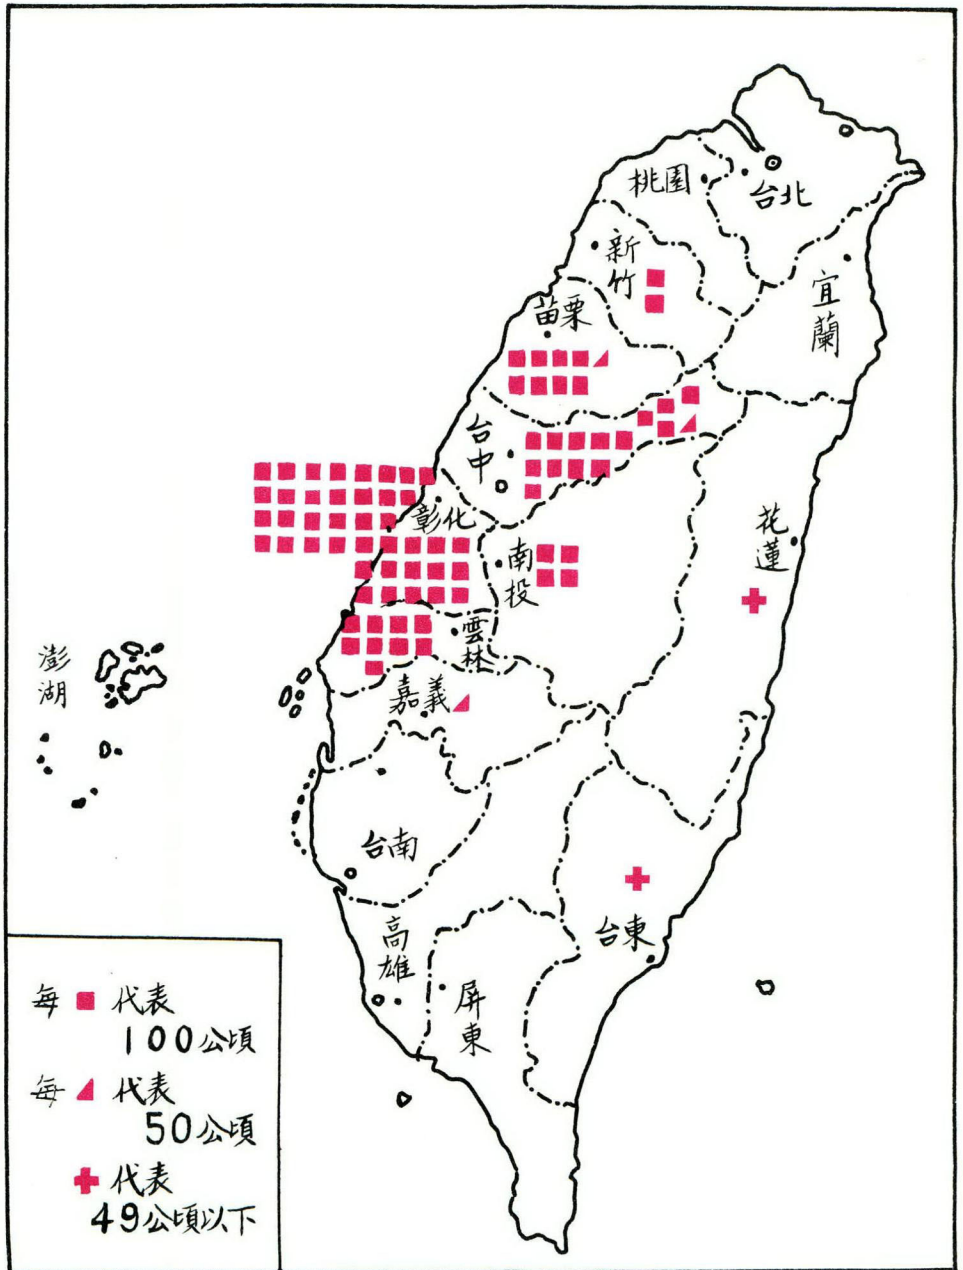 桃園
台北
新竹
宜蘭
苗栗
台中
彰化
花蓮
南投
雲林
澎湖
嘉義
台南
高雄
台東
屏東
每■代表
100公頃
每◢代表
50公頃
✚代表
49公頃以下